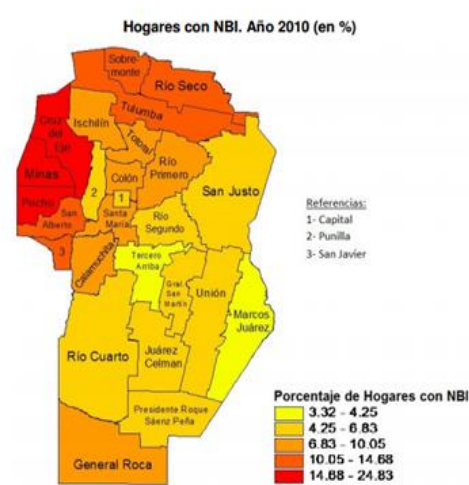 Hogares con NBI. Año 2010 (en %)
Sobre-
monte
Río Seco
Tulumba
Cruz
del
Eje
Ischilín
Totoral
Río
Primero
Minas
2
Colón
1
San Justo
Pocho
San
Alberto
Santa
María
Río
Segundo
3
Calamuchita
Tercero
Arriba
Gral.
San
Martín
Unión
Marcos
Juárez
Río Cuarto
Juárez
Celman
Presidente Roque
Sáenz Peña
General Roca
Referencias:
1- Capital
2- Punilla
3- San Javier
Porcentaje de Hogares con NBI
3.32 - 4.25
4.25 - 6.83
6.83 - 10.05
10.05 - 14.68
14.68 - 24.83